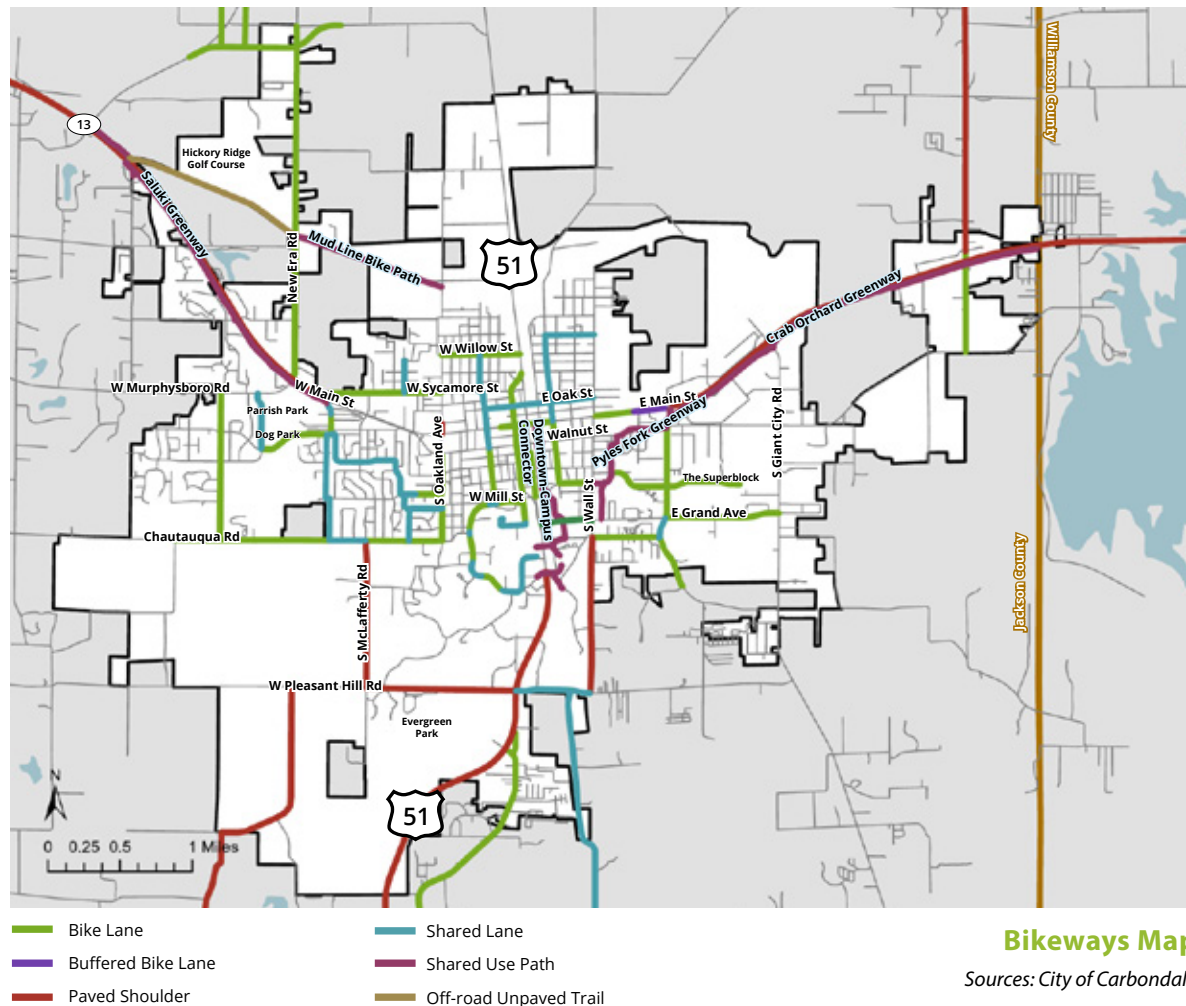 Williamson County
13
Hickory Ridge
Golf Course
Saluki Greenway
New Era Rd
Mud Line Bike Path
51
Crab Orchard Greenway
W Willow St
W Murphysboro Rd
W Main St
W Sycamore St
E Oak St
E Main St
Parrish Park
Dog Park
S Oakland Ave
Downtown-Campus
Connector
Walnut St
Pyles Fork Greenway
S Giant City Rd
The Superblock
W Mill St
S Wall St
E Grand Ave
Chautauqua Rd
S McLafferty Rd
Jackson County
W Pleasant Hill Rd
Evergreen
Park
N
51
0 0.25 0.5 1 Miles
Bike Lane
Buffered Bike Lane
Paved Shoulder
Shared Lane
Shared Use Path
Off-road Unpaved Trail
Bikeways Map
Sources: City of Carbondal